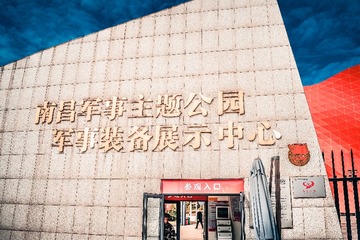 南昌军事主题公园
军事装备展示中心
参观入口